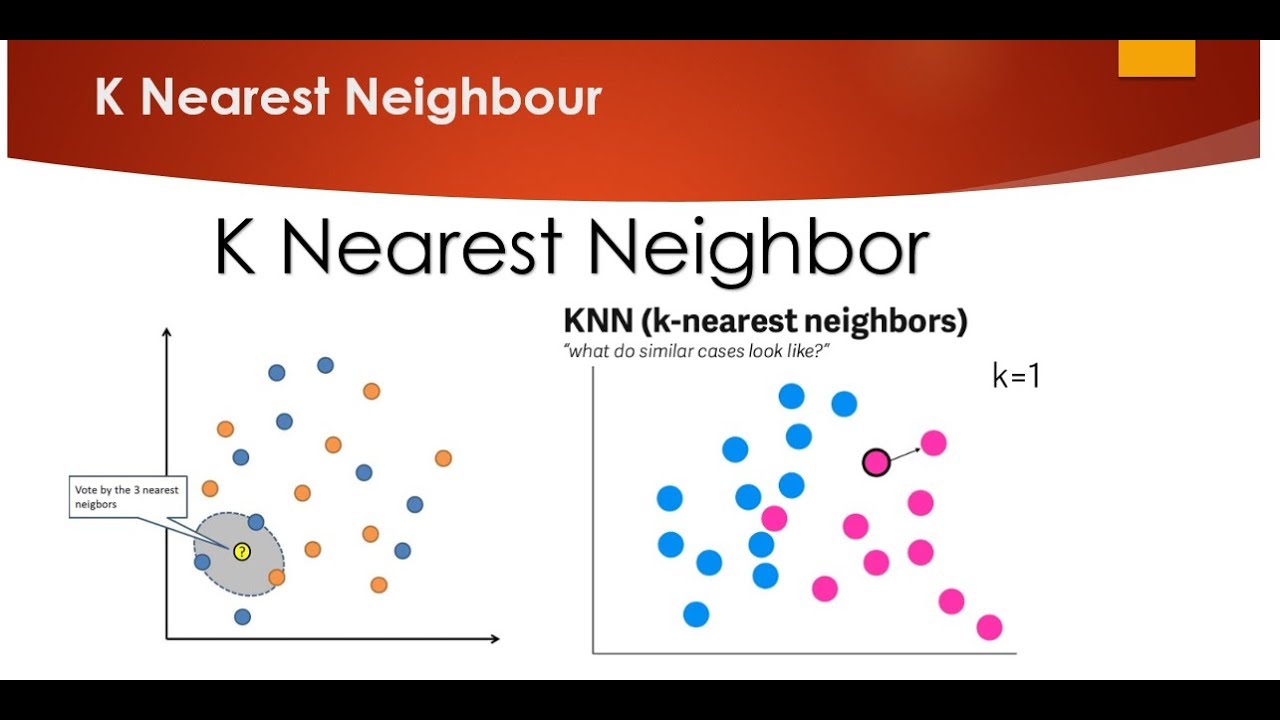 K Nearest Neighbour
K Nearest Neighbor
KNN (k-nearest neighbors)
“what do similar cases look like?”
k=1
Vote by the 3 nearest
neigbors
?